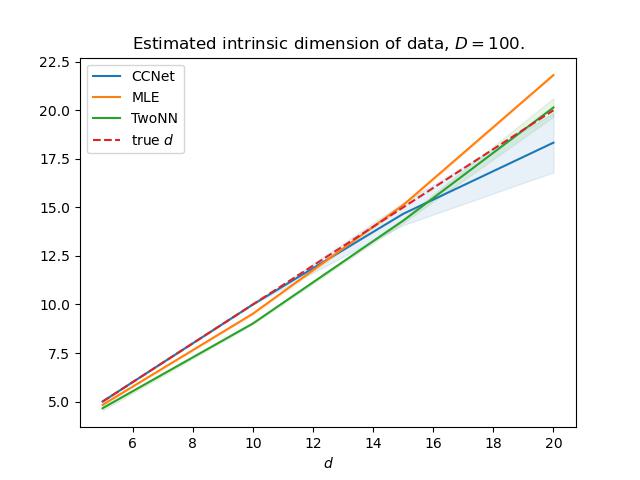 Estimated intrinsic dimension of data, D = 100.
22.5
20.0
17.5
15.0
12.5
10.0
7.5
5.0
CCNet
MLE
TwoNN
true d
6 8 10 12 14 16 18 20
d